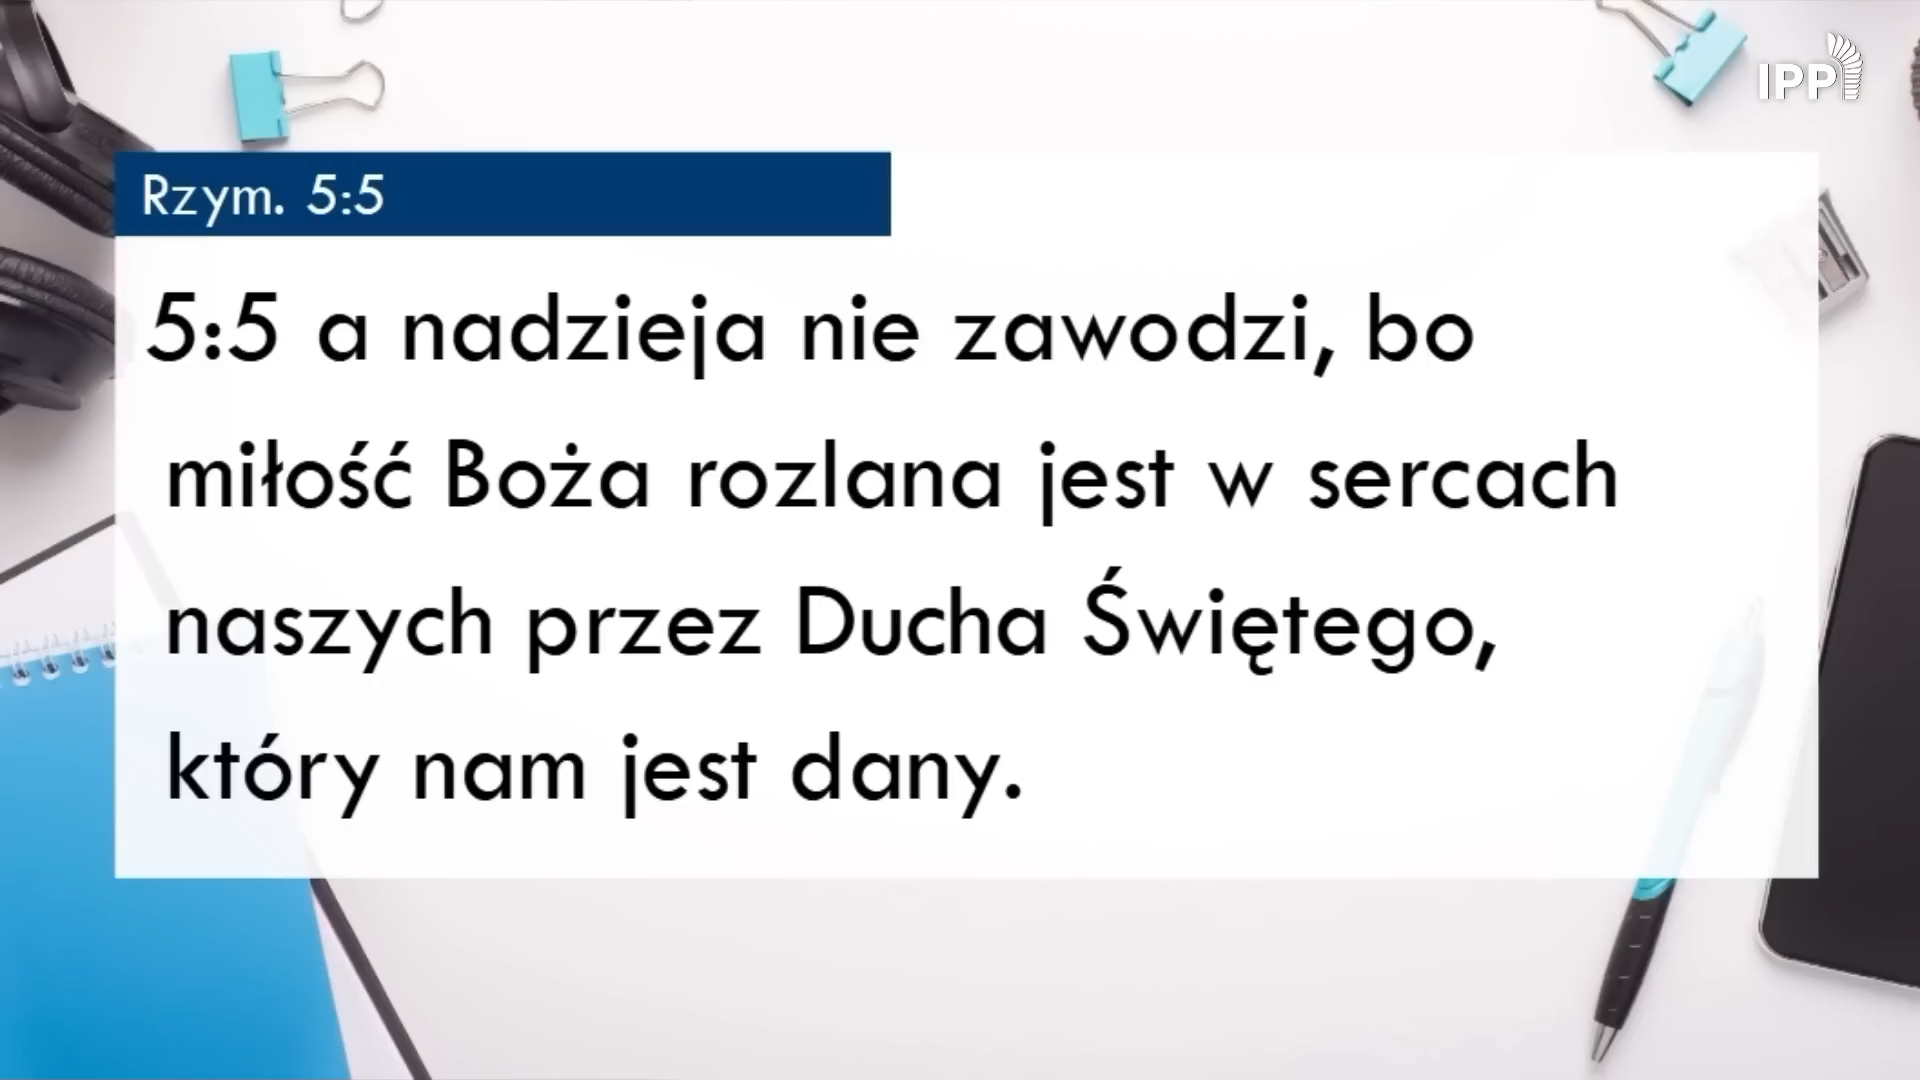 IPP
Rzym. 5:5
5:5 a nadzieja nie zawodzi, bo
miłość Boża rozlana jest w sercach
naszych przez Ducha Świętego,
który nam jest dany.